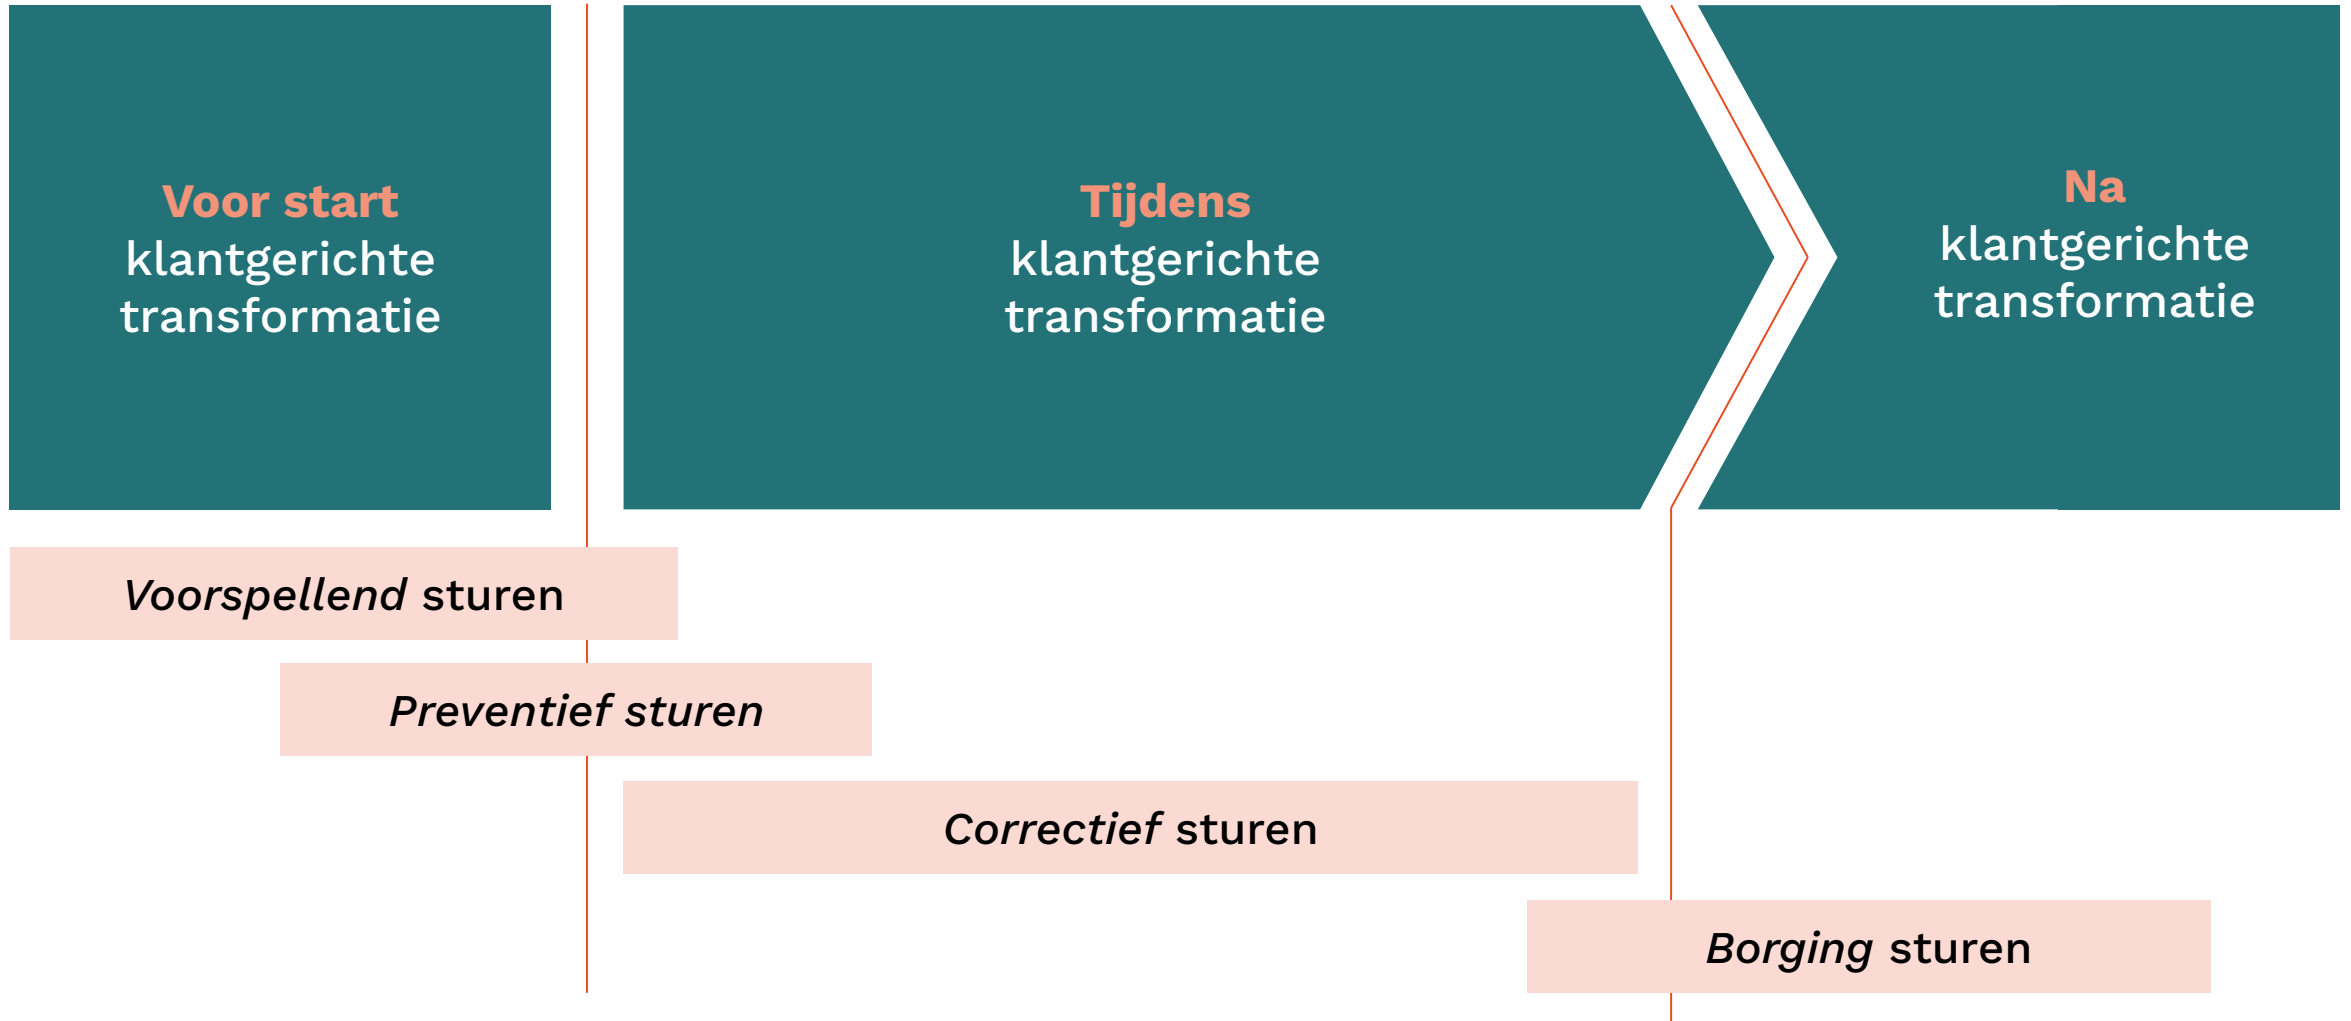 Voor start
klantgerichte
transformatie
Tijdens
klantgerichte
transformatie
Na
klantgerichte
transformatie
Voorspellend sturen
Preventief sturen
Correctief sturen
Borging sturen